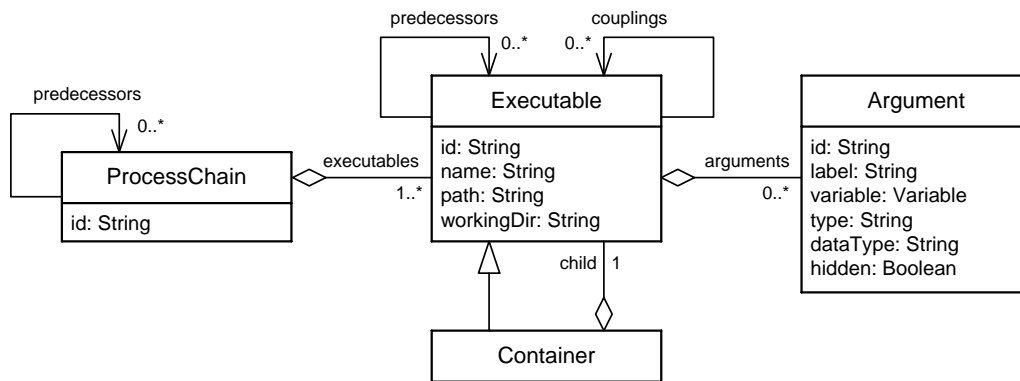 predecessors
0..*
couplings
0..*
predecessors
0..*
ProcessChain
id: String
executables
1..*
Executable
id: String
name: String
path: String
workingDir: String
arguments
0..*
Argument
id: String
label: String
variable: Variable
type: String
dataType: String
hidden: Boolean
child
1
Container